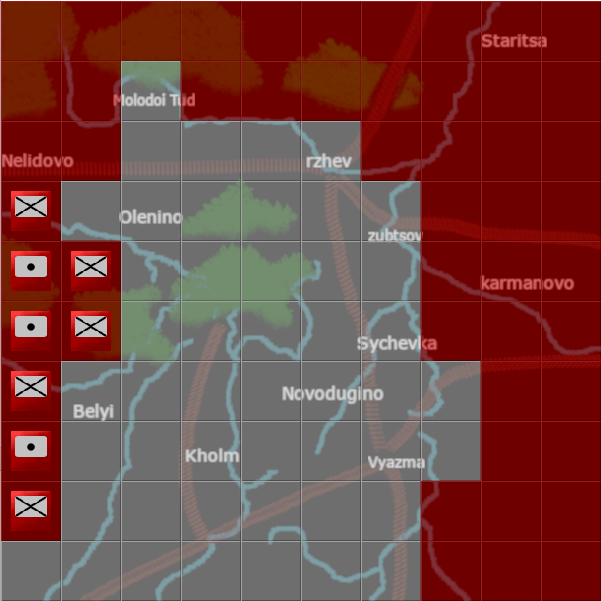 Staritsa
Molodoi Tud
Nelidovo
rzhev
Olenino
zubtsov
karmanovo
Sychevka
Novodugino
Belyi
Kholm
Vyazma